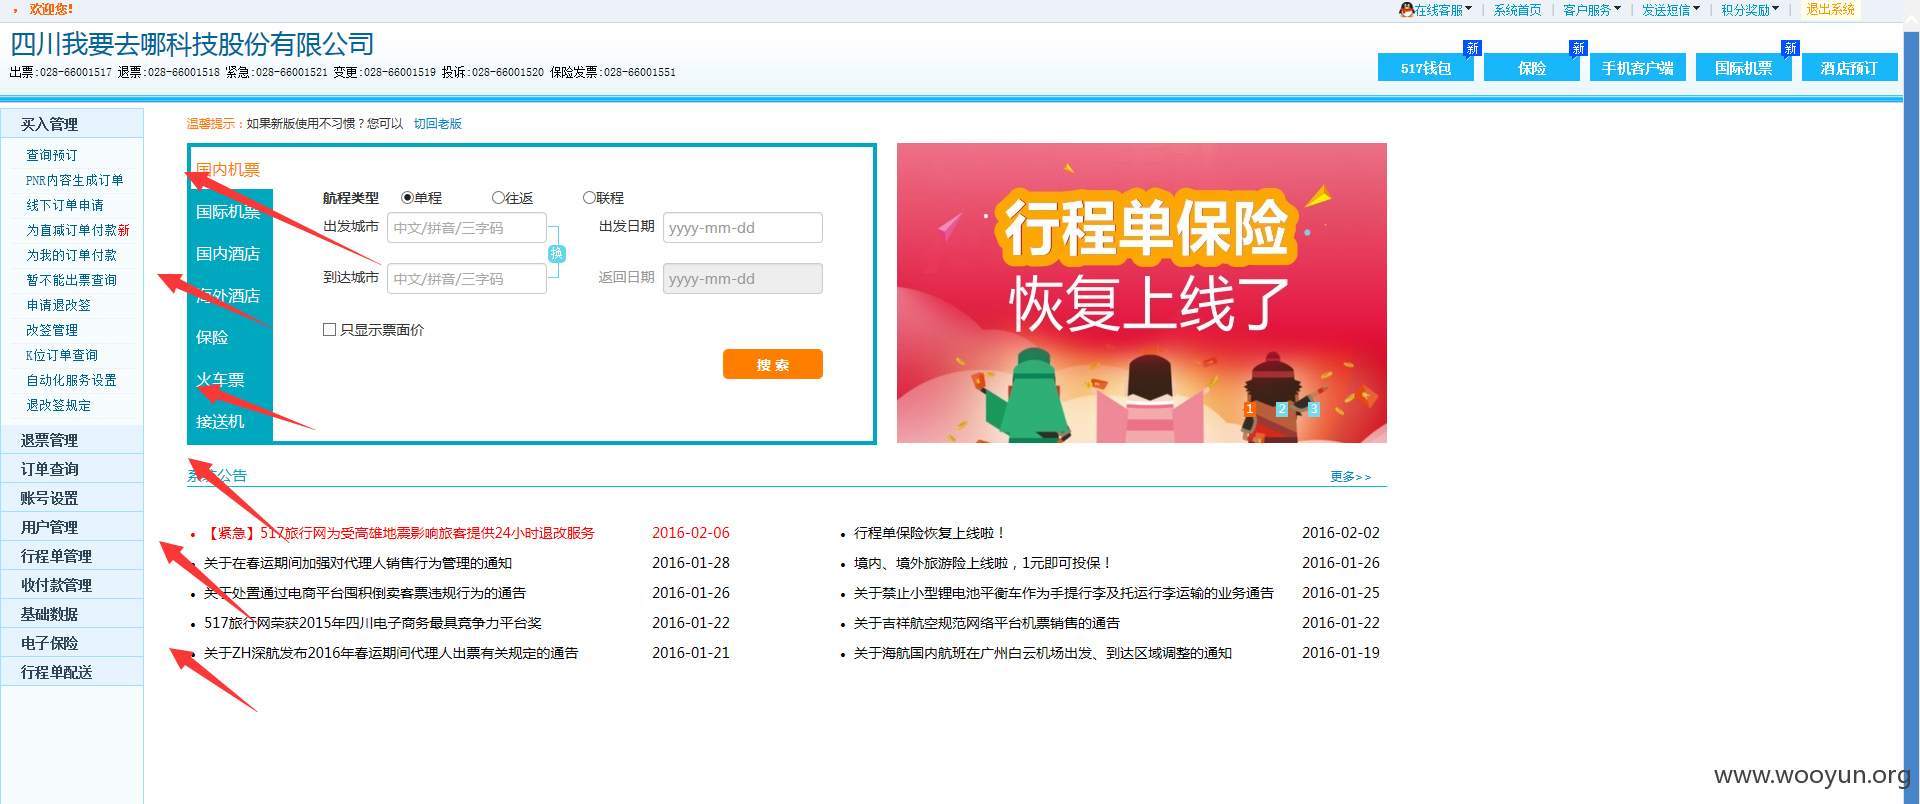 欢迎您!
在线客服 | 系统首页 | 客户服务 | 发送短信 | 积分奖励 | 退出系统
四川我要去哪科技股份有限公司
出票:028-66001517 退票:028-66001518 紧急:028-66001521 变更:028-66001519 投诉:028-66001520 保险发票:028-66001551
517钱包 新
保险 新
手机客户端
国际机票 新
酒店预订
买入管理
查询预订
PNR内容生成订单
线下订单申请
为直减订单付款新
为我的订单付款
暂不能出票查询
申请退改签
改签管理
K位订单查询
自动化服务设置
退改签规定
退票管理
订单查询
账号设置
用户管理
行程单管理
收付款管理
基础数据
电子保险
行程单配送
温馨提示：如果新版使用不习惯？您可以 切回老版
国内机票
国际机票
国内酒店
海外酒店
保险
火车票
接送机
航程类型 单程 往返 联程
出发城市 中文/拼音/三字码 出发日期 yyyy-mm-dd
换
到达城市 中文/拼音/三字码 返回日期 yyyy-mm-dd
只显示票面价
搜 索
行程单保险
恢复上线了
1 2 3
系统公告 更多>>
【紧急】517旅行网为受高雄地震影响旅客提供24小时退改服务 2016-02-06
关于在春运期间加强对代理人销售行为管理的通知 2016-01-28
关于处置通过电商平台囤积倒卖客票违规行为的通告 2016-01-26
517旅行网荣获2015年四川电子商务最具竞争力平台奖 2016-01-22
关于ZH深航发布2016年春运期间代理人出票有关规定的通告 2016-01-21
行程单保险恢复上线啦！ 2016-02-02
境内、境外旅游险上线啦，1元即可投保！ 2016-01-26
关于禁止小型锂电池平衡车作为手提行李及托运行李运输的业务通告 2016-01-25
关于吉祥航空规范网络平台机票销售的通告 2016-01-22
关于海航国内航班在广州白云机场出发、到达区域调整的通知 2016-01-19
www.wooyun.org